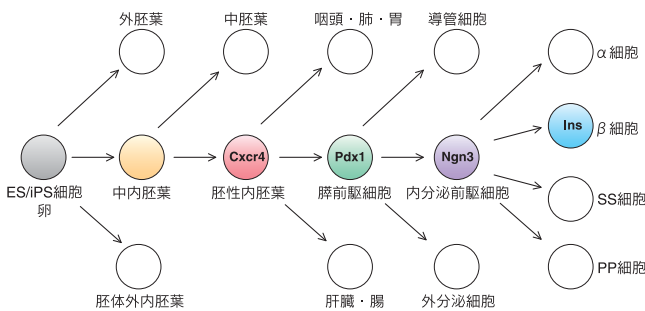 外胚葉
中胚葉
咽頭・肺・胃
導管細胞
α細胞
Ins
β細胞
Cxcr4
Pdx1
Ngn3
ES/iPS細胞
卵
中内胚葉
胚性内胚葉
膵前駆細胞
内分泌前駆細胞
SS細胞
PP細胞
胚体外内胚葉
肝臓・腸
外分泌細胞